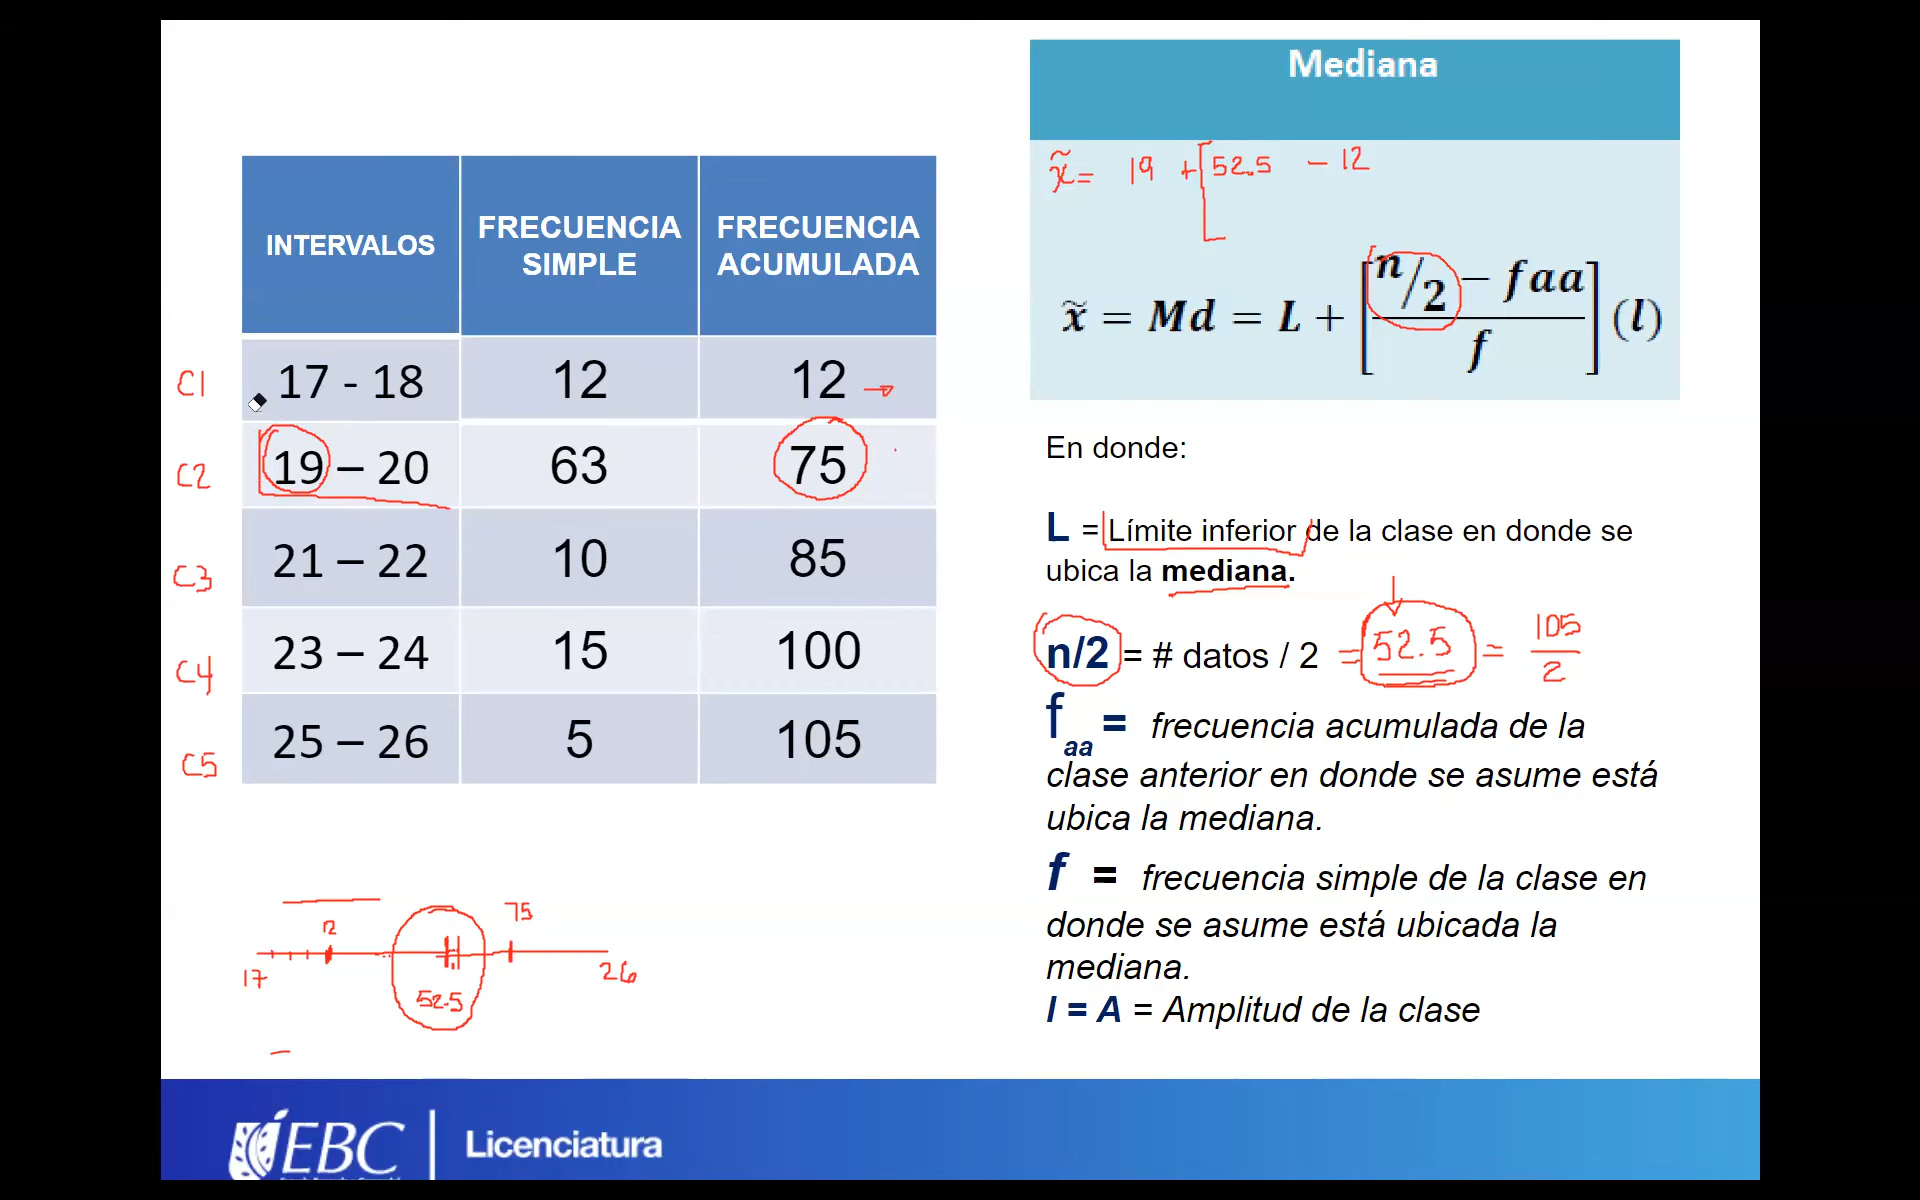 INTERVALOS
FRECUENCIA SIMPLE
FRECUENCIA ACUMULADA
C1 17 - 18 12 12
C2 19 – 20 63 75
C3 21 – 22 10 85
C4 23 – 24 15 100
C5 25 – 26 5 105
12 75
17 26
52.5
Mediana
x̃ = 19 + [52.5 - 12
x̃ = Md = L + [n/2 - faa / f] (l)
En donde:
L = Límite inferior de la clase en donde se
ubica la mediana.
n/2 = # datos / 2 = 52.5 = 105/2
faa = frecuencia acumulada de la
clase anterior en donde se asume está
ubica la mediana.
f = frecuencia simple de la clase en
donde se asume está ubicada la
mediana.
l = A = Amplitud de la clase
EBC Licenciatura